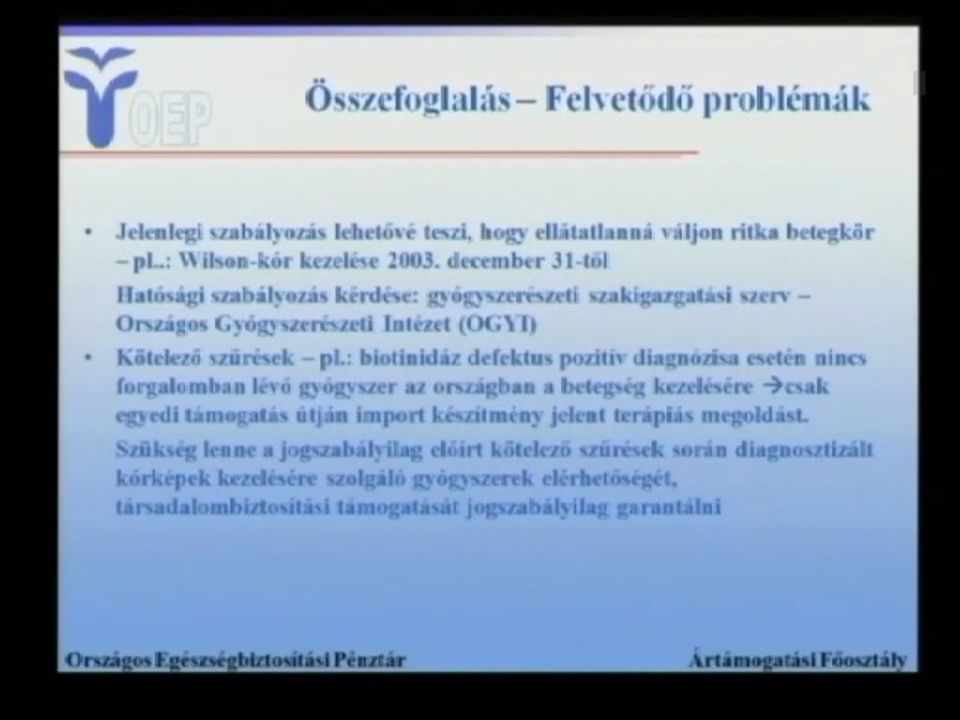 OEP
Összefoglalás – Felvetődő problémák
• Jelenlegi szabályozás lehetővé teszi, hogy ellátatlanná váljon ritka betegkör
– pl..: Wilson-kór kezelése 2003. december 31-től
Hatósági szabályozás kérdése: gyógyszerészeti szakigazgatási szerv –
Országos Gyógyszerészeti Intézet (OGYI)
• Kötelező szűrések – pl.: biotinidáz defektus pozitív diagnózisa esetén nincs
forgalomban lévő gyógyszer az országban a betegség kezelésére →csak
egyedi támogatás útján import készítmény jelent terápiás megoldást.
Szükség lenne a jogszabályilag előírt kötelező szűrések során diagnosztizált
kórképek kezelésére szolgáló gyógyszerek elérhetőségét,
társadalombiztosítási támogatását jogszabályilag garantálni
Országos Egészségbiztosítási Pénztár
Ártámogatási Főosztály